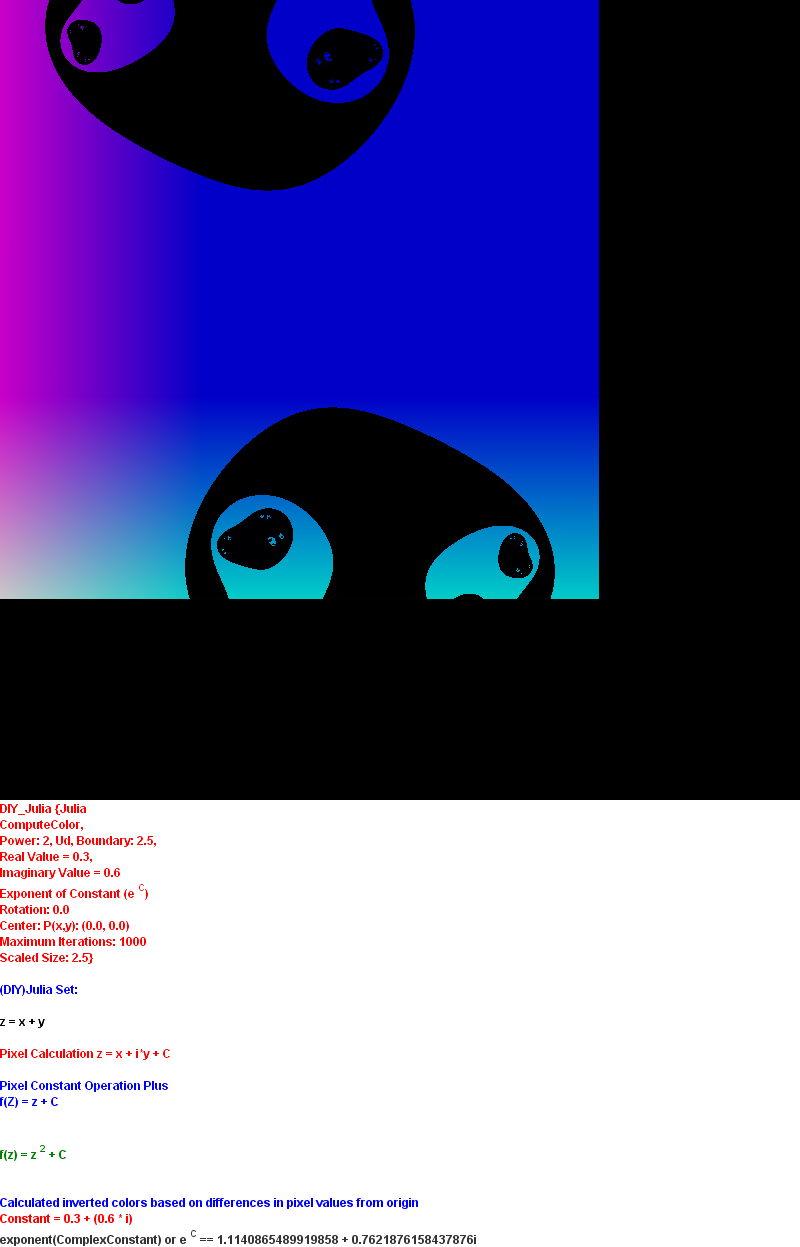 DIY_Julia {Julia
ComputeColor,
Power: 2, Ud, Boundary: 2.5,
Real Value = 0.3,
Imaginary Value = 0.6
Exponent of Constant (e C)
Rotation: 0.0
Center: P(x,y): (0.0, 0.0)
Maximum Iterations: 1000
Scaled Size: 2.5}
(DIY)Julia Set:
z = x + y
Pixel Calculation z = x + i*y + C
Pixel Constant Operation Plus
f(Z) = z + C
f(z) = z 2 + C
Calculated inverted colors based on differences in pixel values from origin
Constant = 0.3 + (0.6 * i)
exponent(ComplexConstant) or e C == 1.1140865489919858 + 0.7621876158437876i